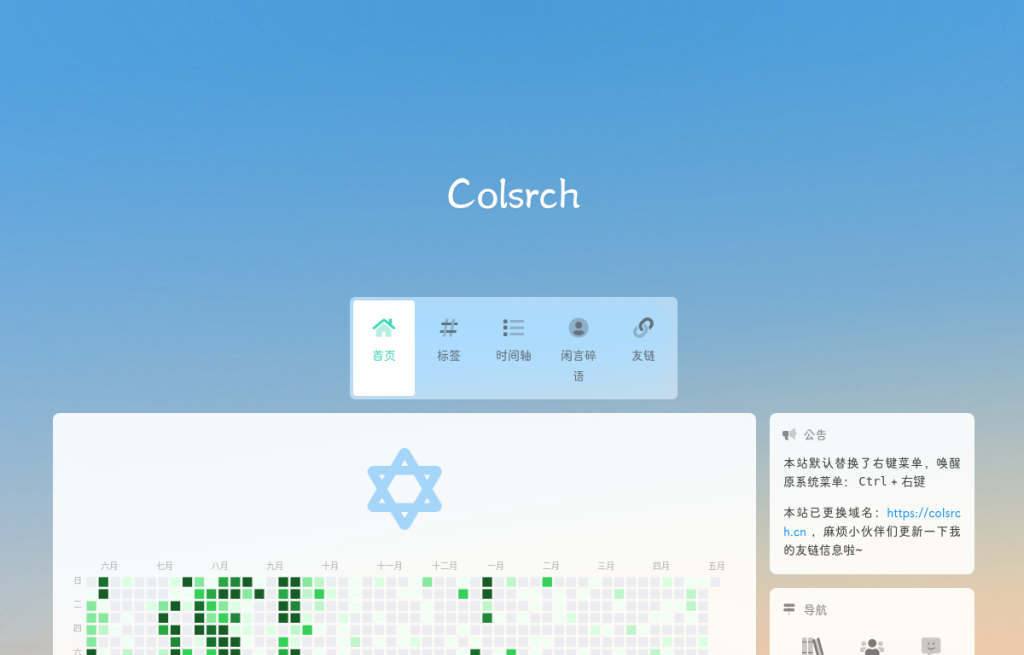 Colsrch
首页
标签
时间轴
闲言碎
语
友链
公告
本站默认替换了右键菜单，唤醒
原系统菜单： Ctrl + 右键
本站已更换域名：https://colsrc
h.cn ，麻烦小伙伴们更新一下我
的友链信息啦~
六月 七月 八月 九月 十月 十一月 十二月 一月 二月 三月 四月 五月
日
二
四
六
导航